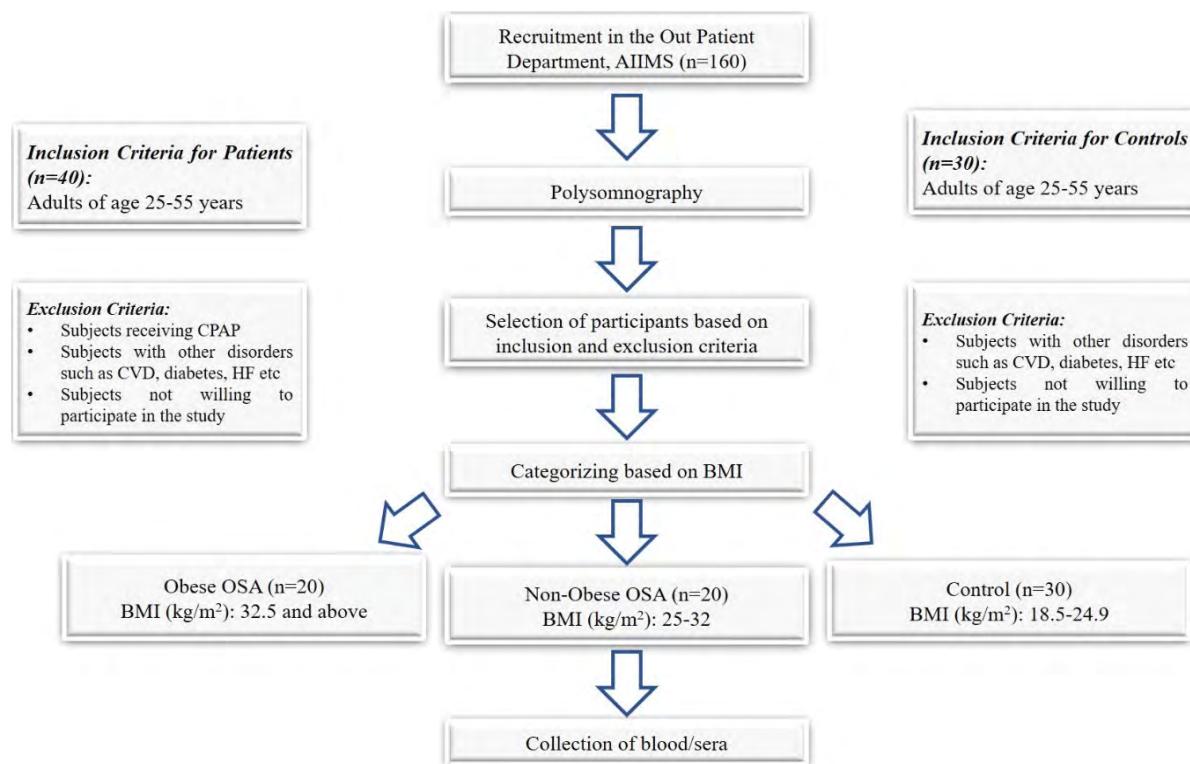 Recruitment in the Out Patient
Department, AIIMS (n=160)
Inclusion Criteria for Patients
(n=40):
Adults of age 25-55 years
Inclusion Criteria for Controls
(n=30):
Adults of age 25-55 years
Polysomnography
Exclusion Criteria:
• Subjects receiving CPAP
• Subjects with other disorders
such as CVD, diabetes, HF etc
• Subjects not willing to
participate in the study
Selection of participants based on
inclusion and exclusion criteria
Exclusion Criteria:
• Subjects with other disorders
such as CVD, diabetes, HF etc
• Subjects not willing to
participate in the study
Categorizing based on BMI
Obese OSA (n=20)
BMI (kg/m²): 32.5 and above
Non-Obese OSA (n=20)
BMI (kg/m²): 25-32
Control (n=30)
BMI (kg/m²): 18.5-24.9
Collection of blood/sera